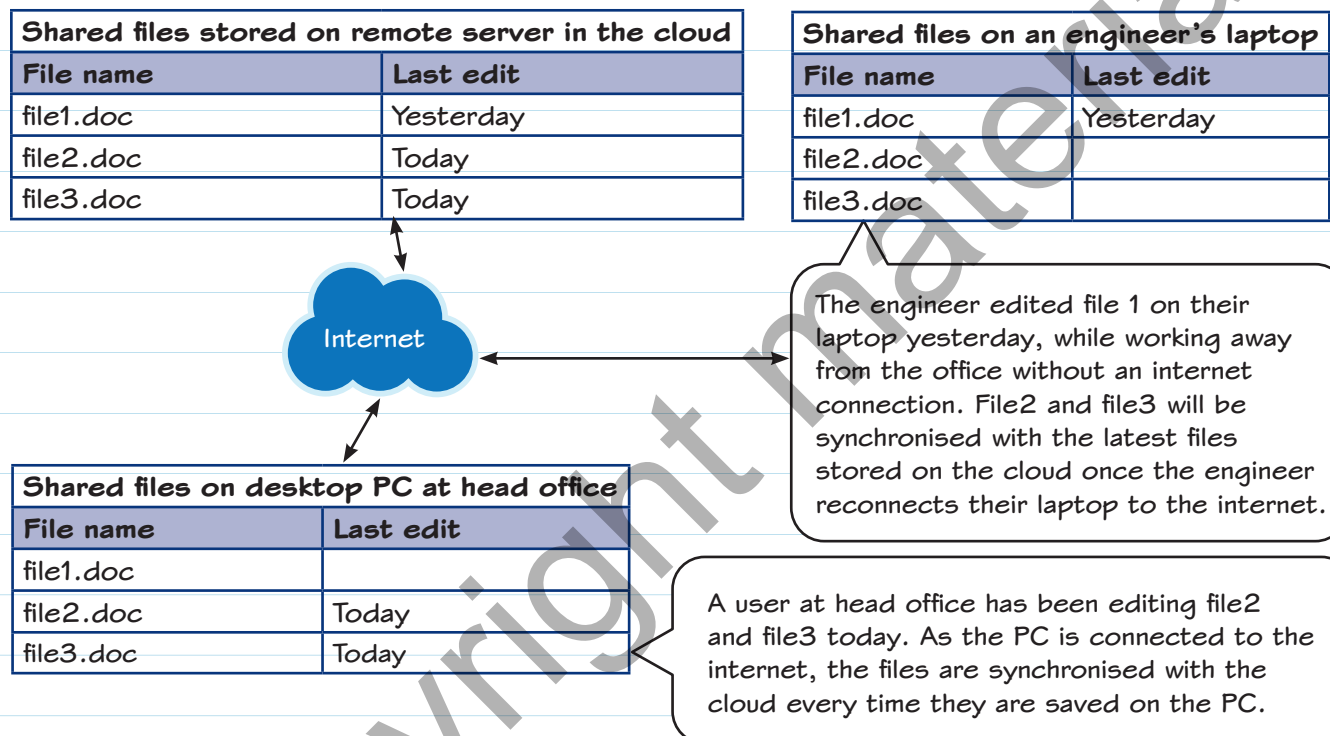 Shared files stored on remote server in the cloud
File name Last edit
file1.doc Yesterday
file2.doc Today
file3.doc Today
Shared files on an engineer's laptop
File name Last edit
file1.doc Yesterday
file2.doc
file3.doc
Internet
The engineer edited file 1 on their
laptop yesterday, while working away
from the office without an internet
connection. File2 and file3 will be
synchronised with the latest files
stored on the cloud once the engineer
reconnects their laptop to the internet.
Shared files on desktop PC at head office
File name Last edit
file1.doc
file2.doc Today
file3.doc Today
A user at head office has been editing file2
and file3 today. As the PC is connected to the
internet, the files are synchronised with the
cloud every time they are saved on the PC.